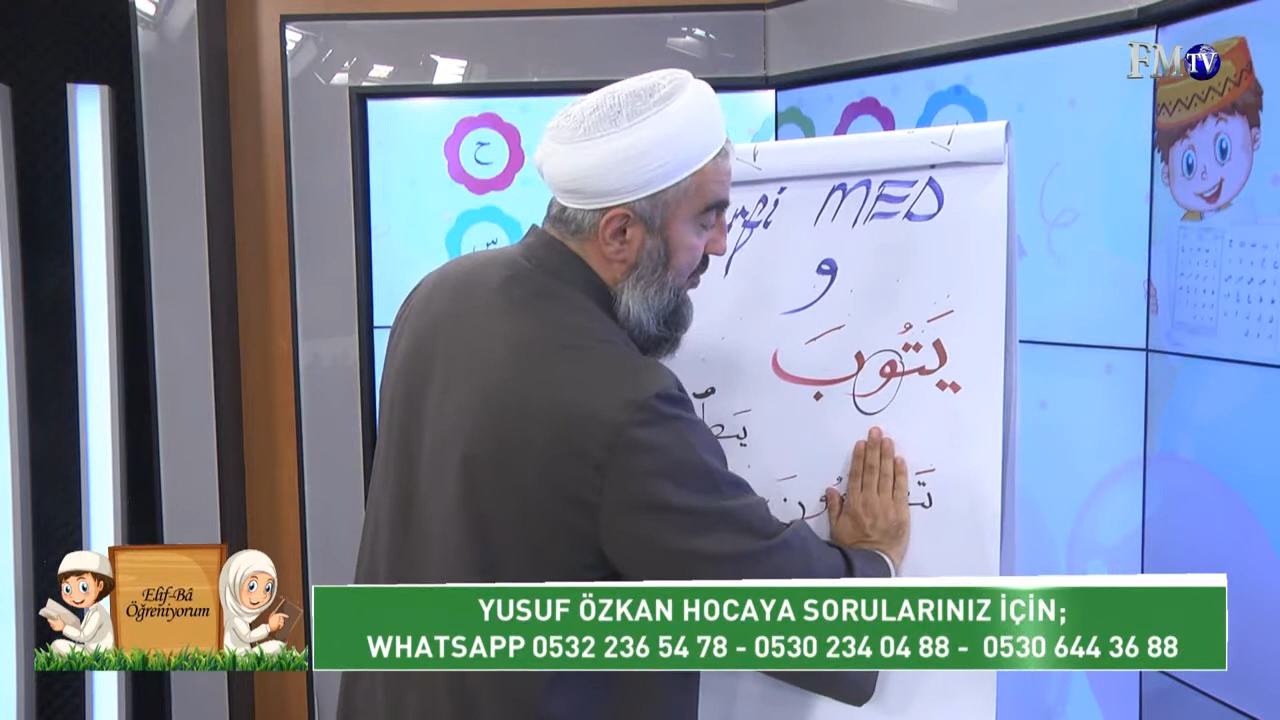 FM TV
ح
س
MED
و
يَتُوبَ
Elif-Bâ
Öğreniyorum
YUSUF ÖZKAN HOCAYA SORULARINIZ İÇİN;
WHATSAPP 0532 236 54 78 - 0530 234 04 88 - 0530 644 36 88